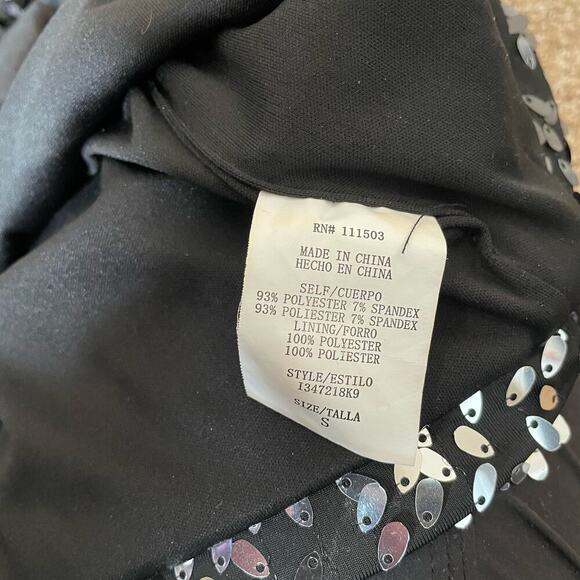 RN# 111503
MADE IN CHINA
HECHO EN CHINA
SELF/CUERPO
93% POLYESTER 7% SPANDEX
93% POLIESTER 7% SPANDEX
LINING/FORRO
100% POLYESTER
100% POLIESTER
STYLE/ESTILO
I347218K9
SIZE/TALLA
S